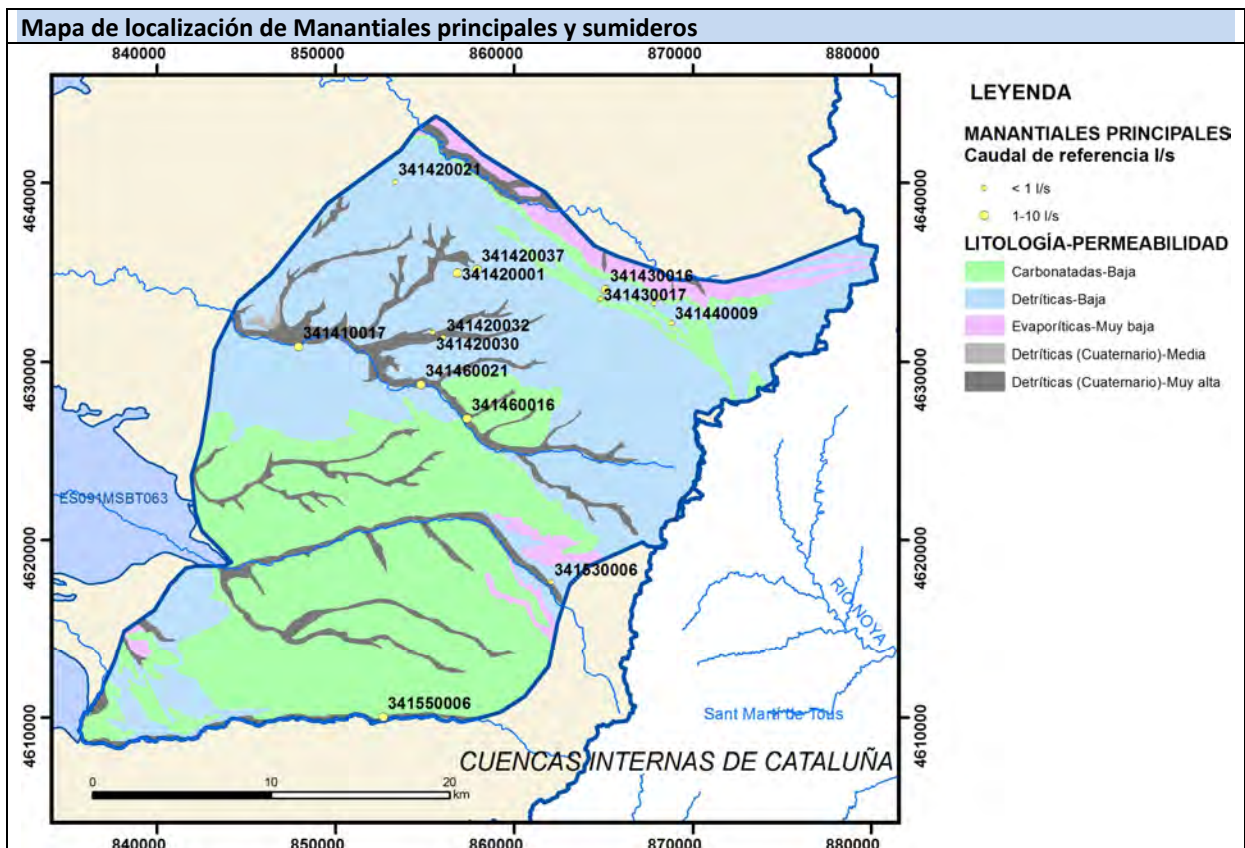 Mapa de localización de Manantiales principales y sumideros
840000 850000 860000 870000 880000
4640000 4640000
4630000 4630000
4620000 4620000
4610000 4610000
341420021
341420037
341420001
341430016
341430017
341440009
341410017
341420032
341420030
341460021
341460016
ES091MSBT063
341530006
RIO NOYA
341550006
Sant Martí de Tous
CUENCAS INTERNAS DE CATALUÑA
0 10 20
km
840000 850000 860000 870000 880000
LEYENDA
MANANTIALES PRINCIPALES
Caudal de referencia l/s
< 1 l/s
1-10 l/s
LITOLOGÍA-PERMEABILIDAD
Carbonatadas-Baja
Detríticas-Baja
Evaporíticas-Muy baja
Detríticas (Cuaternario)-Media
Detríticas (Cuaternario)-Muy alta